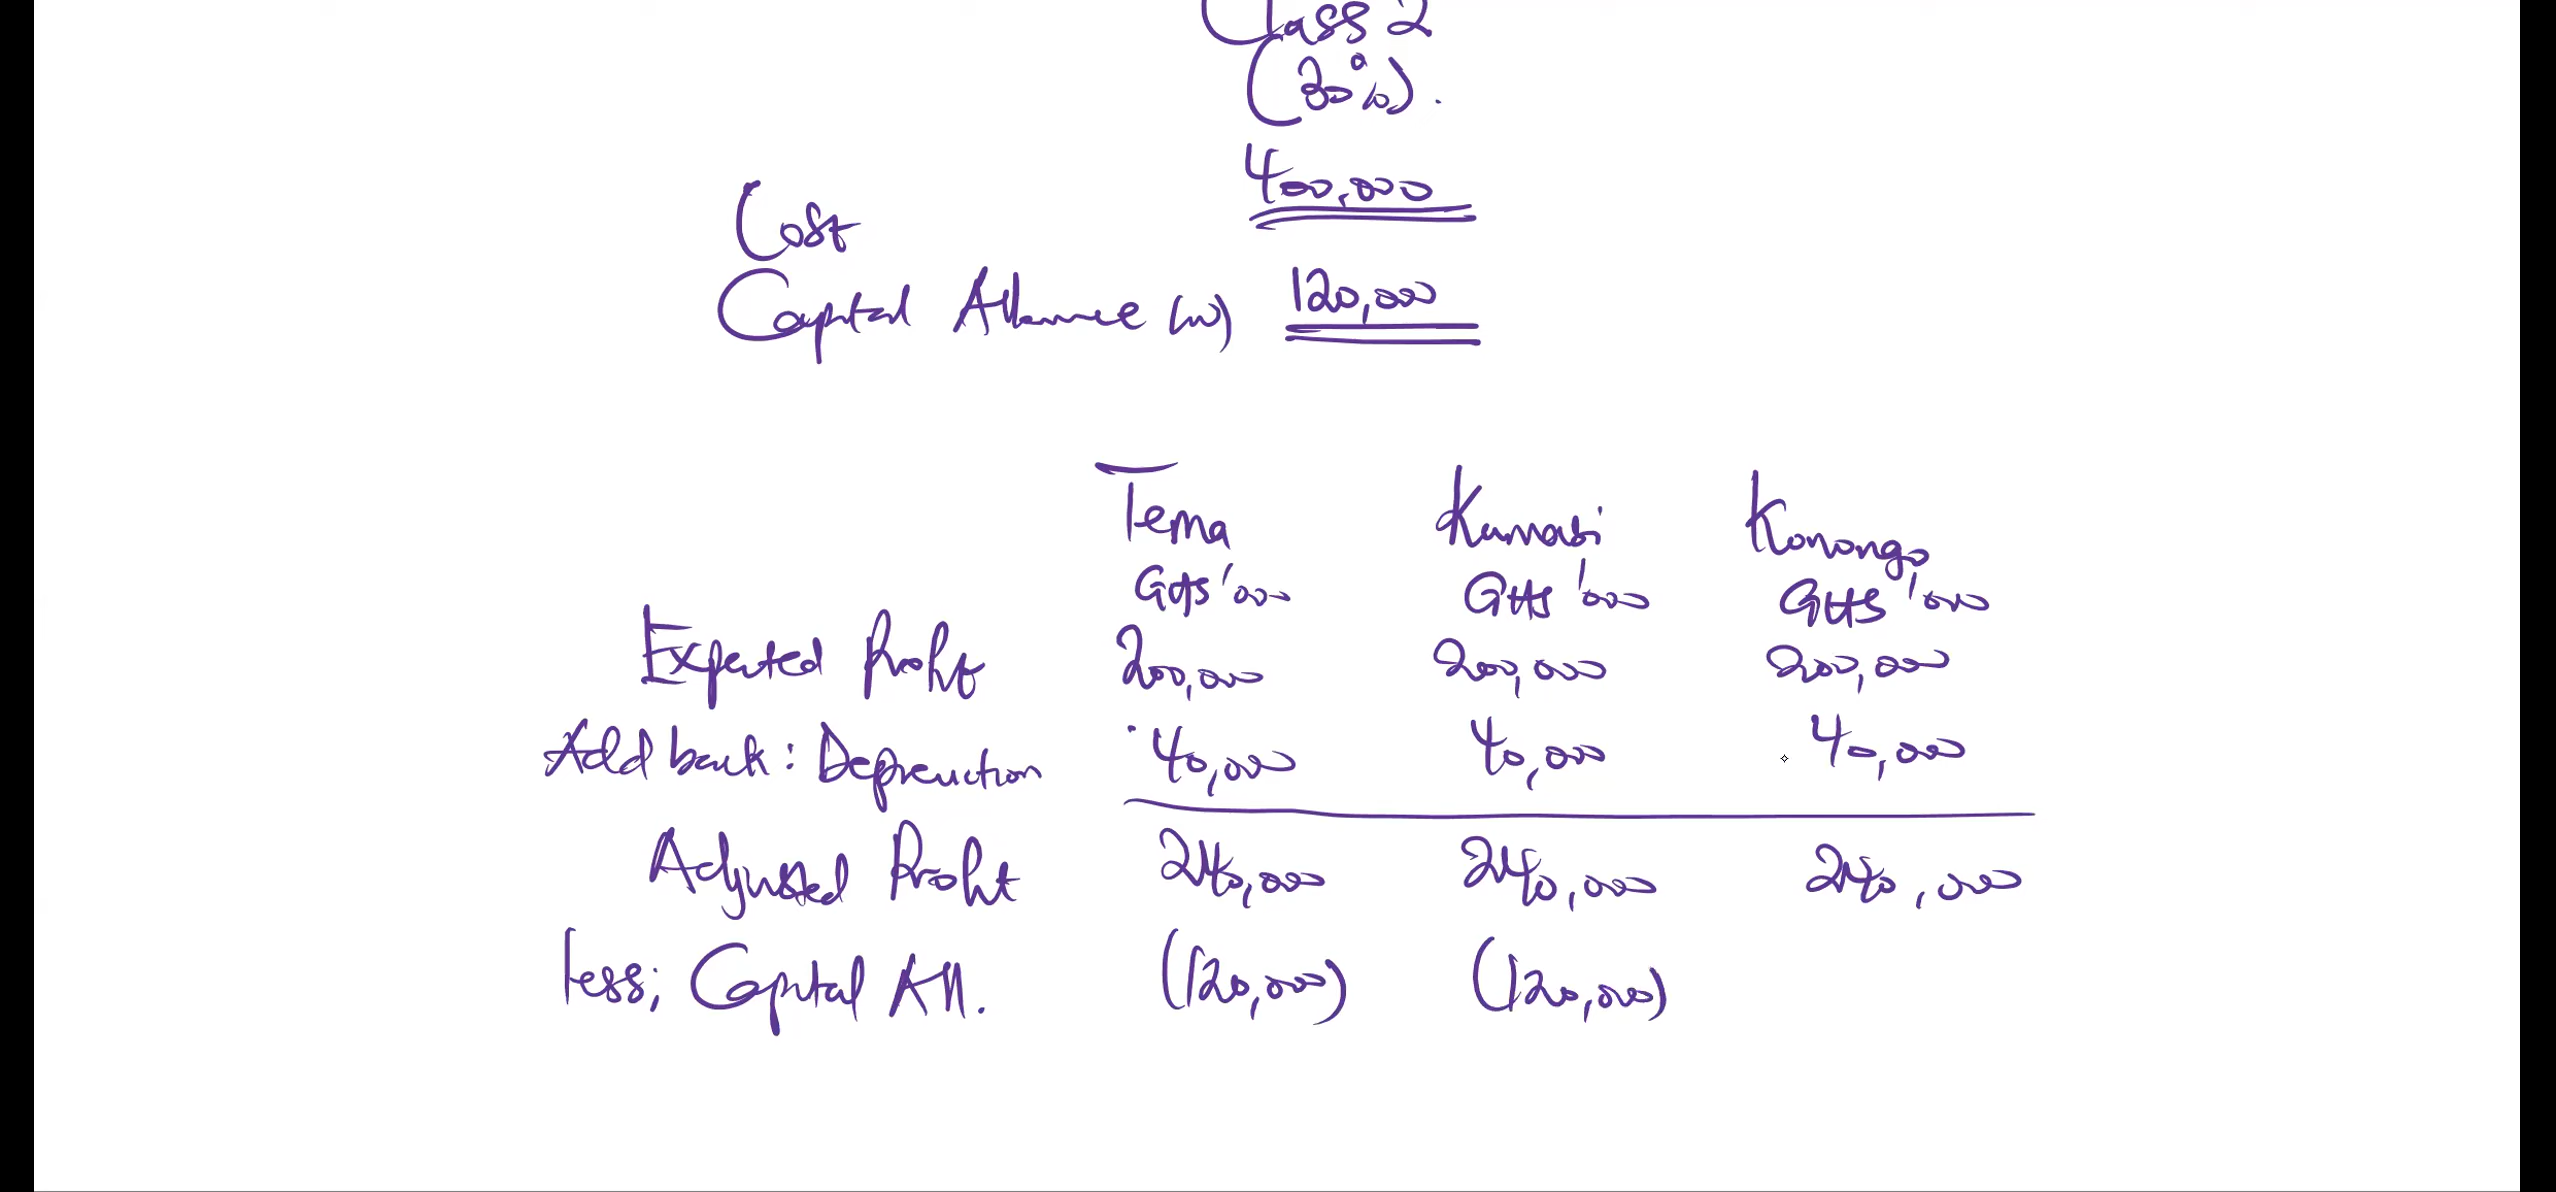 Class 2
(30%).
400,000
Cost
Capital Allowance (w) 120,000
Tema Kumasi Konongo
GHS '000 GHS '000 GHS '000
Expected Profit 200,000 200,000 200,000
Add back: Depreciation 40,000 40,000 40,000
Adjusted Profit 240,000 240,000 240,000
less; Capital All. (120,000) (120,000)